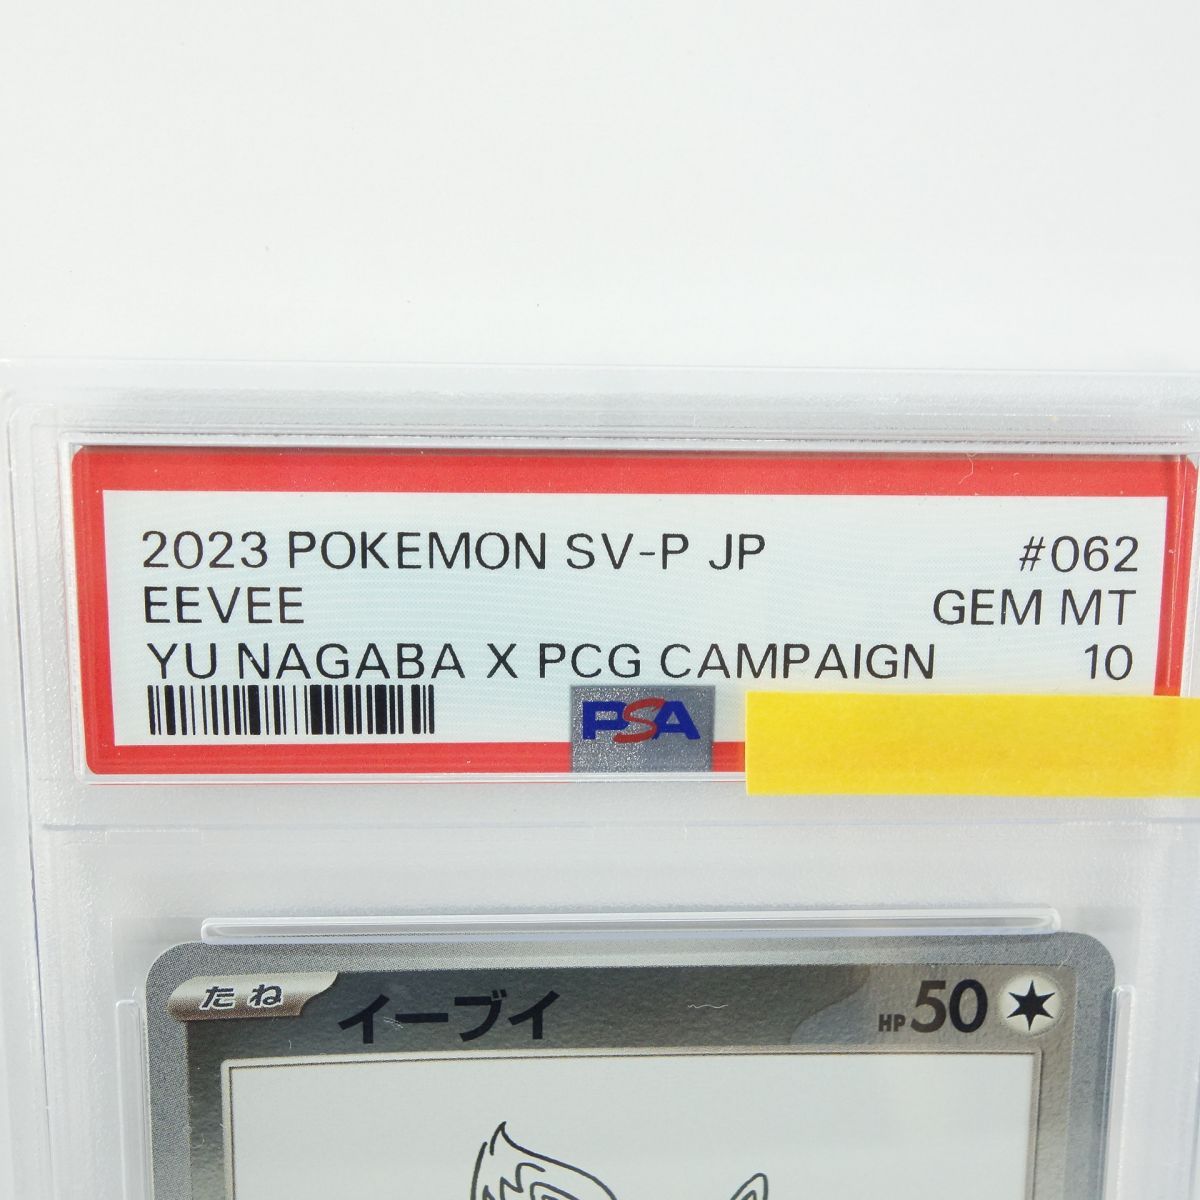 2023 POKEMON SV-P JP #062
EEVEE GEM MT
YU NAGABA X PCG CAMPAIGN 10
PSA
たね イーブイ HP50